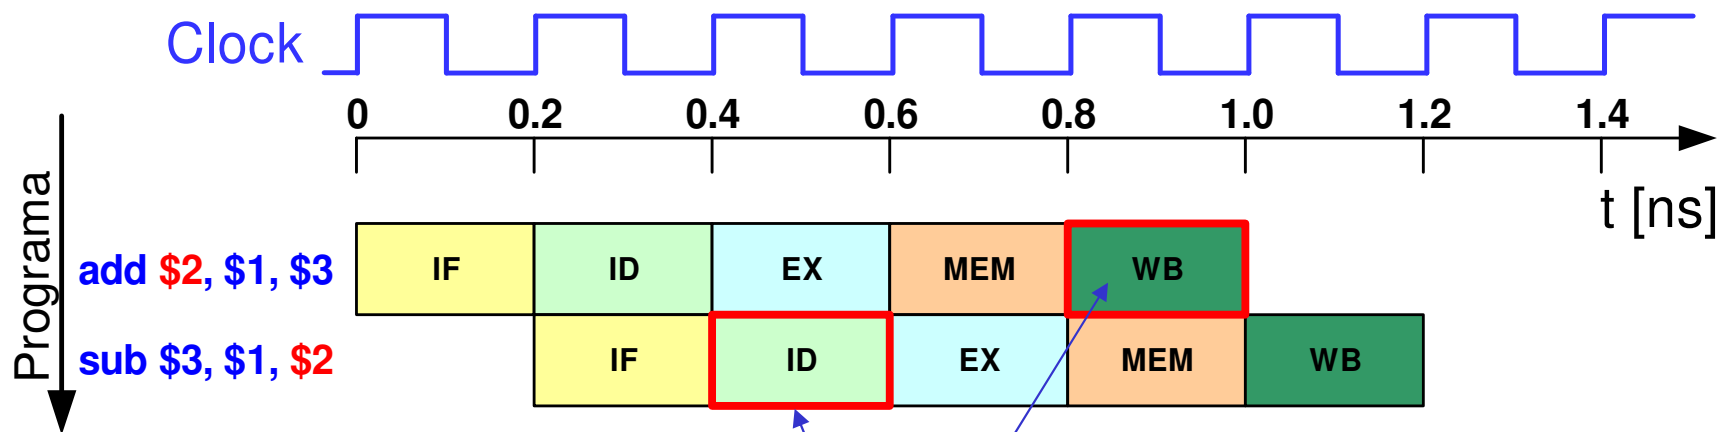 Clock
0 0.2 0.4 0.6 0.8 1.0 1.2 1.4
t [ns]
Programa
add $2, $1, $3 IF ID EX MEM WB
sub $3, $1, $2 IF ID EX MEM WB